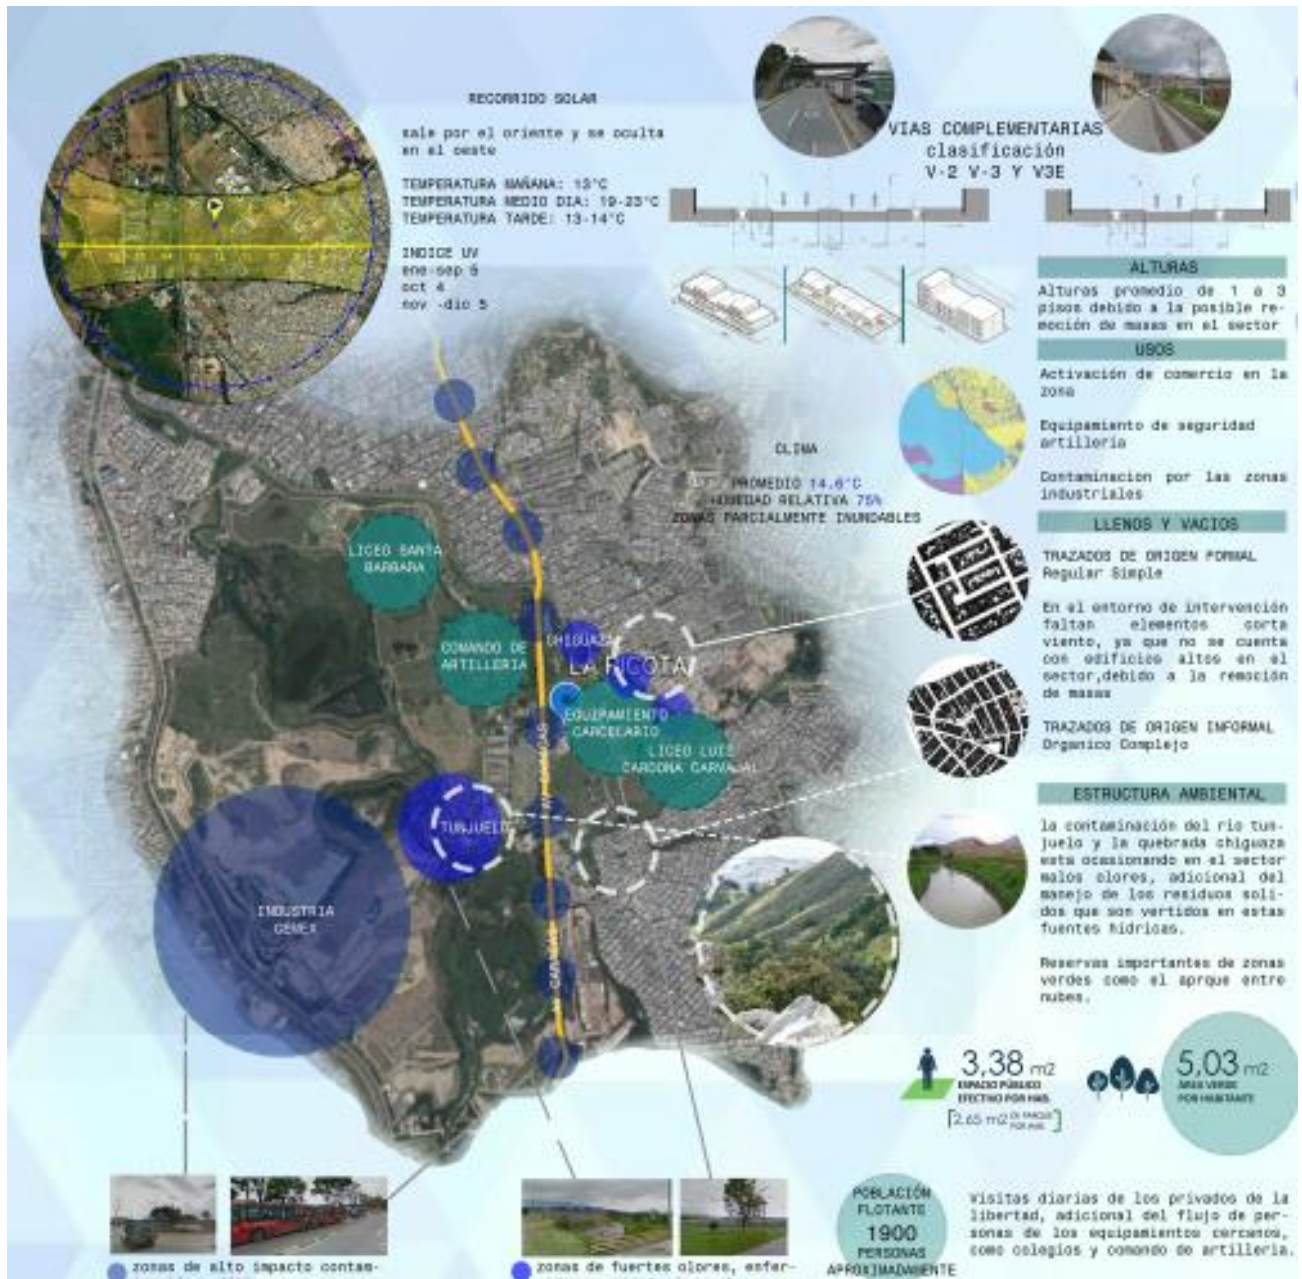 RECORRIDO SOLAR
sale por el oriente y se oculta
en el oeste
TEMPERATURA MAÑANA: 13°C
TEMPERATURA MEDIO DIA: 19-23°C
TEMPERATURA TARDE: 13-14°C
INDICE UV
ene-sep 6
oct 4
nov -dic 5
VIAS COMPLEMENTARIAS
clasificación
V-2 V-3 Y V3E
ALTURAS
Alturas promedio de 1 a 3
pisos debido a la posible re-
moción de masas en el sector
USOS
Activación de comercio en la
zona
Equipamiento de seguridad
artilleria
Contaminacion por las zonas
industriales
CLIMA
PROMEDIO 14.6°C
HUMEDAD RELATIVA 75%
ZONAS PARCIALMENTE INUNDABLES
LLENOS Y VACIOS
TRAZADOS DE ORIGEN FORMAL
Regular Simple
En el entorno de intervención
faltan elementos corta
viento, ya que no se cuenta
con edificios altos en el
sector,debido a la remoción
de masas
TRAZADOS DE ORIGEN INFORMAL
Organico Complejo
ESTRUCTURA AMBIENTAL
la contaminación del rio tun-
juelo y la quebrada chiguaza
esta ocasionando en el sector
malos olores, adicional del
manejo de los residuos soli-
dos que son vertidos en estas
fuentes hídricas.
Reservas importantes de zonas
verdes como el aprque entre
nubes.
LICEO SANTA
BARBARA
COMANDO DE
ARTILLERIA
CHIGUAZA
LA PICOTA
EQUIPAMIENTO
CARCELARIO
LICEO LUIS
CARDONA CARVAJAL
AV CARACAS
TUNJUELO
INDUSTRIA
CEMEX
AV CARACAS
3,38 m2
ESPACIO PÚBLICO
EFECTIVO POR HAB.
[2.65 m2 DE PARQUE
POR HAB.]
5,03 m2
ÁREA VERDE
POR HABITANTE
POBLACIÓN
FLOTANTE
1900
PERSONAS
APROXIMADAMENTE
Visitas diarias de los privados de la
libertad, adicional del flujo de per-
sonas de los equipamientos cercanos,
como colegios y comando de artilleria.
zonas de alto impacto contam-
zonas de fuertes olores, enfer-